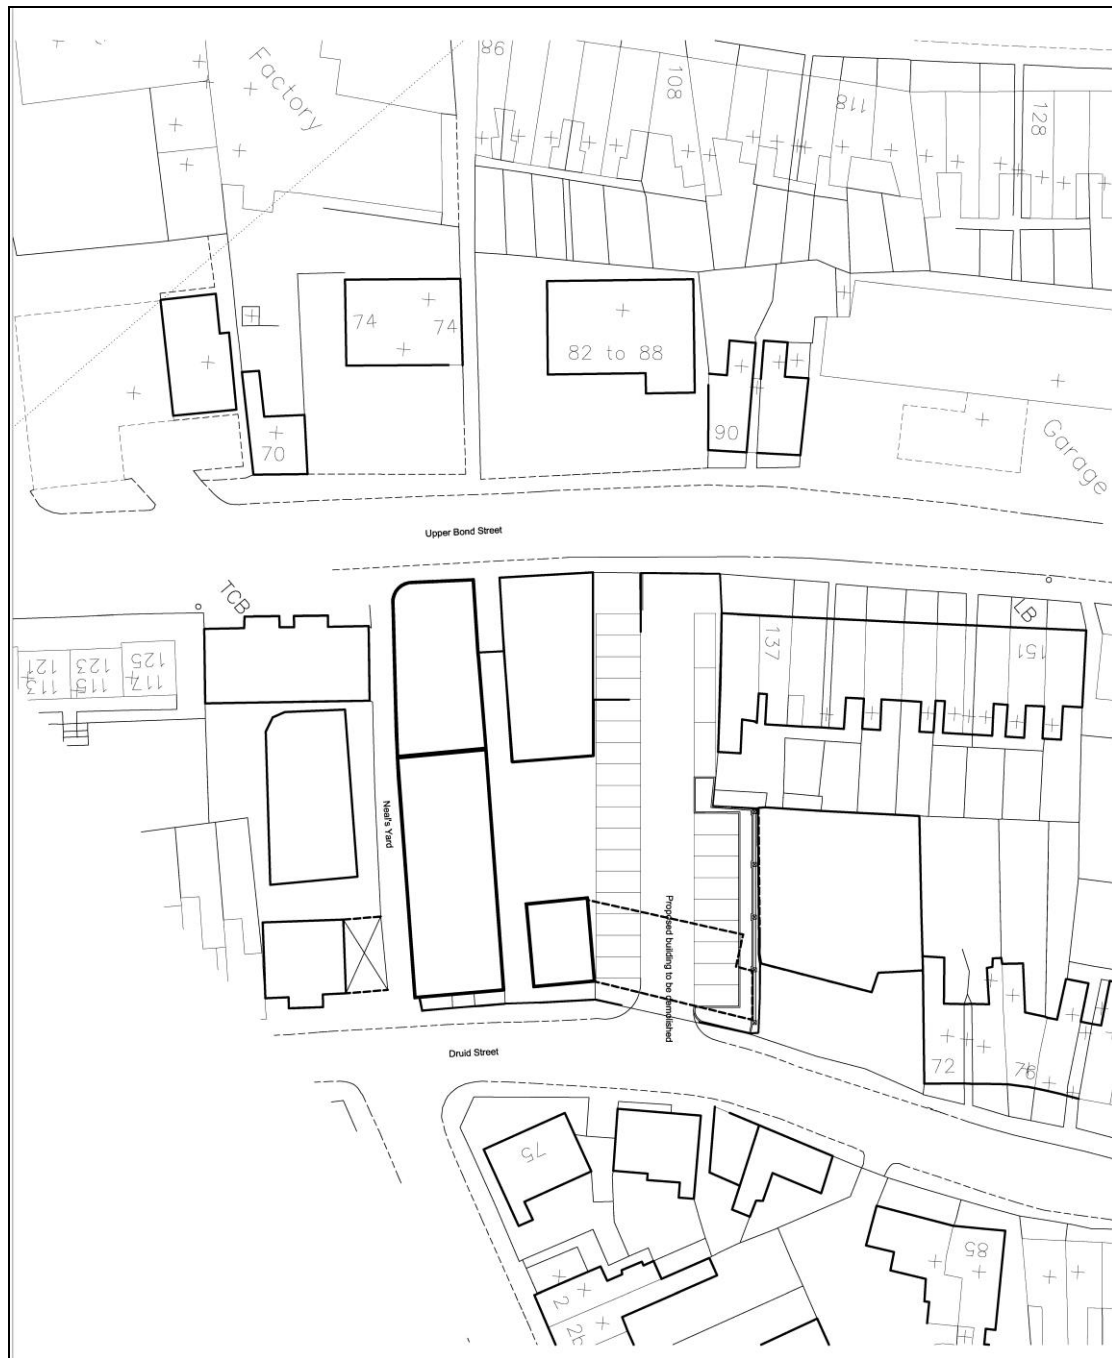 Factory
98
108
118
128
74
74
82 to 88
70
90
Garage
Upper Bond Street
TCB
LB
137
151
121
123
125
113
115
117
Neal's Yard
Proposed building to be demolished
72
76
Druid Street
75
85
2
2b